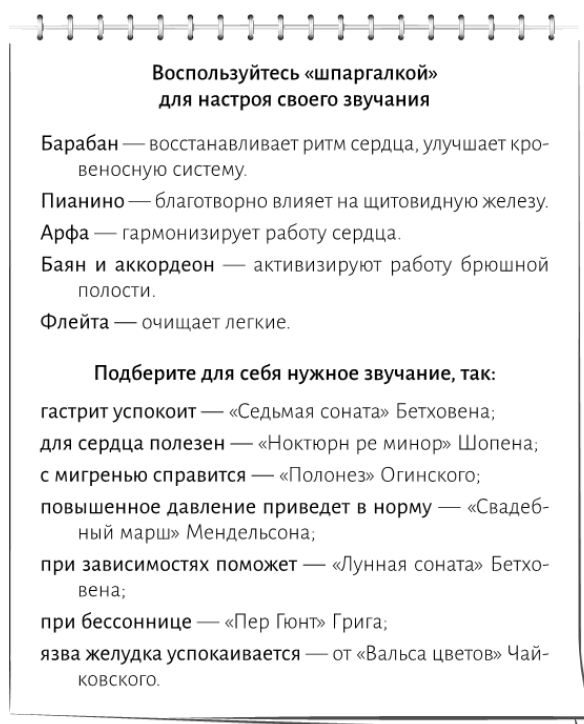 Воспользуйтесь «шпаргалкой»
для настроя своего звучания
Барабан — восстанавливает ритм сердца, улучшает кро-
веносную систему.
Пианино — благотворно влияет на щитовидную железу.
Арфа — гармонизирует работу сердца.
Баян и аккордеон — активизируют работу брюшной
полости.
Флейта — очищает легкие.
Подберите для себя нужное звучание, так:
гастрит успокоит — «Седьмая соната» Бетховена;
для сердца полезен — «Ноктюрн ре минор» Шопена;
с мигренью справится — «Полонез» Огинского;
повышенное давление приведет в норму — «Свадеб-
ный марш» Мендельсона;
при зависимостях поможет — «Лунная соната» Бетхо-
вена;
при бессоннице — «Пер Гюнт» Грига;
язва желудка успокаивается — от «Вальса цветов» Чай-
ковского.